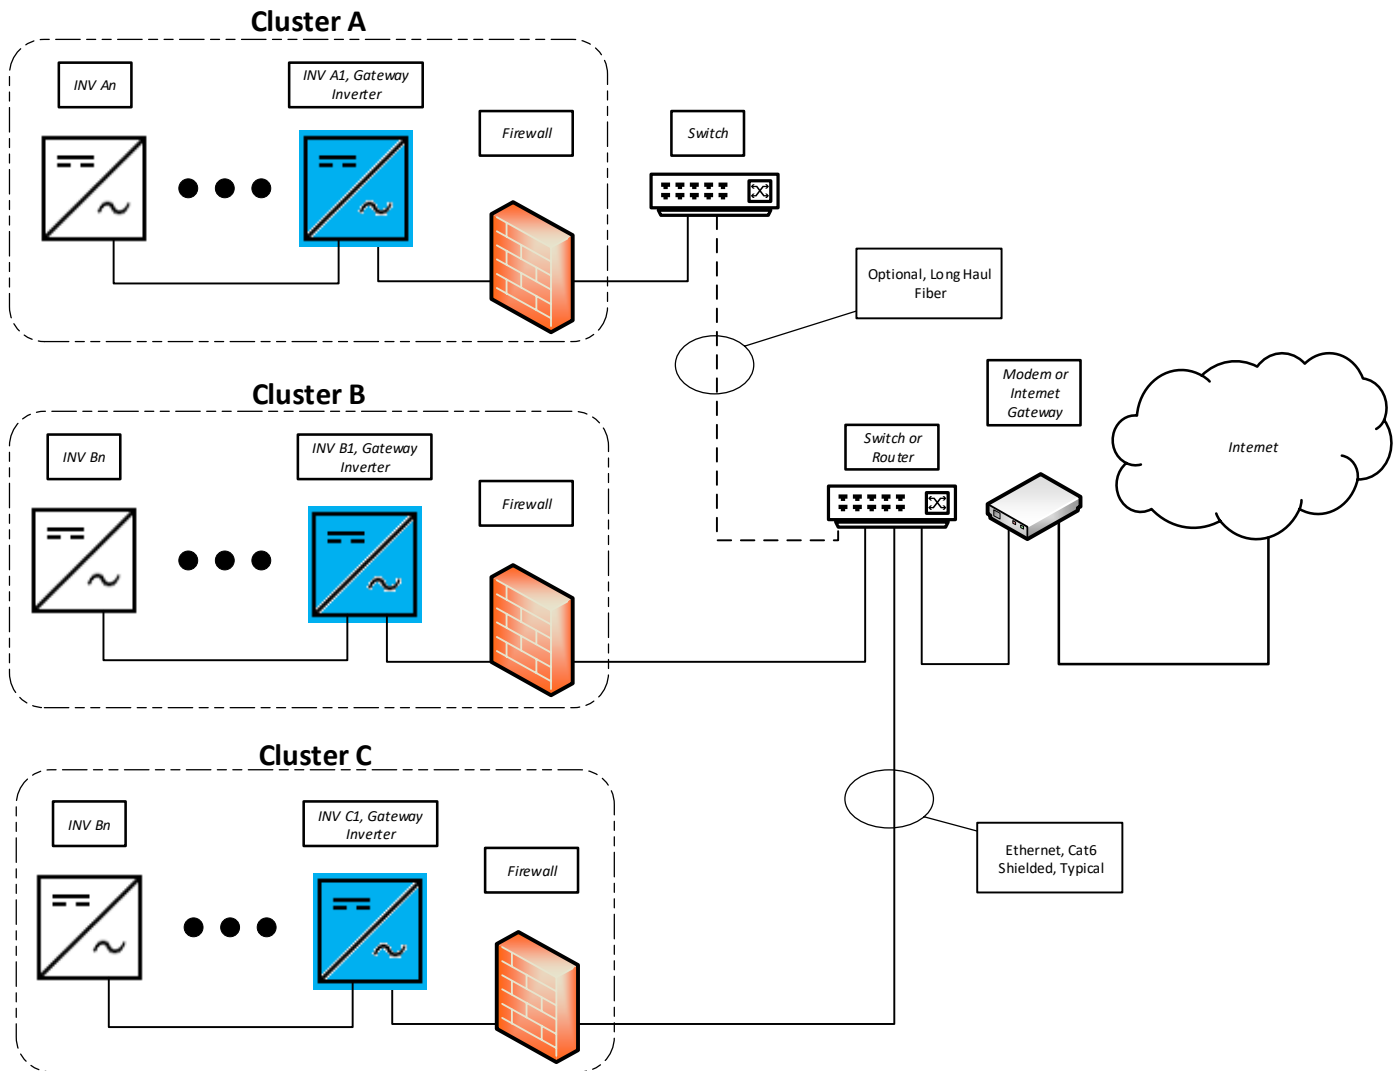 Cluster A
INV An
INV A1, Gateway
Inverter
Firewall
Switch
Optional, Long Haul
Fiber
Cluster B
INV Bn
INV B1, Gateway
Inverter
Firewall
Switch or
Router
Modem or
Internet
Gateway
Internet
Cluster C
INV Bn
INV C1, Gateway
Inverter
Firewall
Ethernet, Cat6
Shielded, Typical